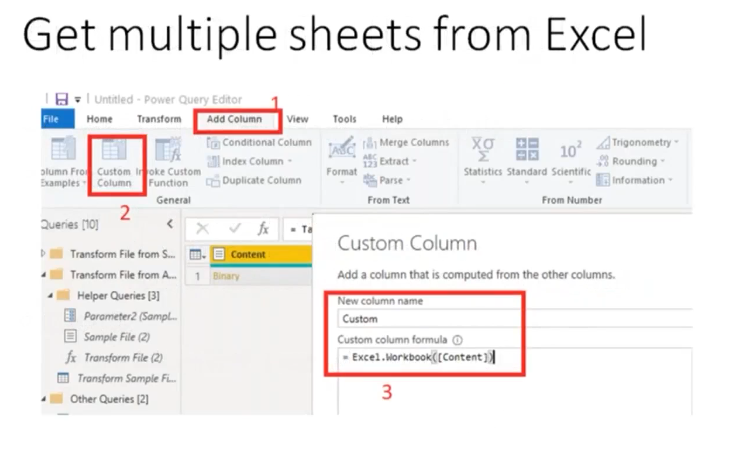 Get multiple sheets from Excel
Untitled - Power Query Editor
1
File Home Transform Add Column View Tools Help
Conditional Column
Index Column
Duplicate Column
Merge Columns
Extract
Parse
Trigonometry
Rounding
Information
olumn Fro Custom Invoke Custom
Examples Column Function
Format
Statistics Standard Scientific
General
From Text
From Number
2
Queries [10]
= Ta
Transform File from S...
Content
Transform File from A...
1 Binary
Helper Queries [3]
Parameter2 (Sampl...
Sample File (2)
Transform File (2)
Transform Sample Fi...
Other Queries [2]
Custom Column
Add a column that is computed from the other columns.
New column name
Custom
Custom column formula
= Excel.Workbook([Content])
3